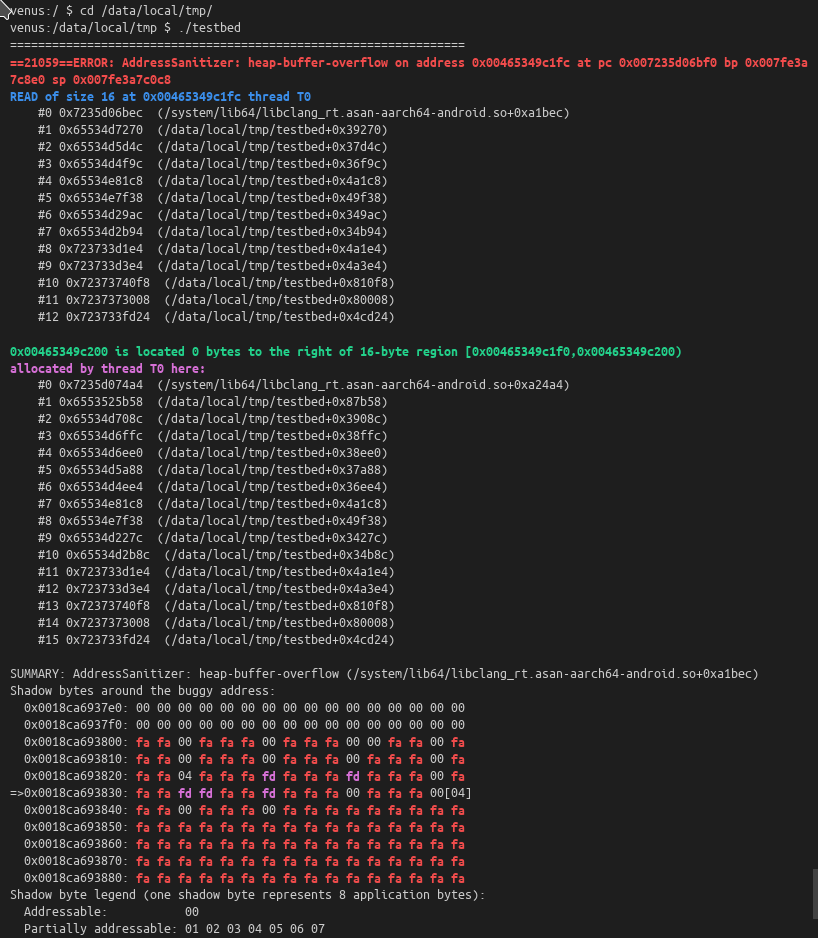 venus:/ $ cd /data/local/tmp/
venus:/data/local/tmp $ ./testbed
=================================================================
==21059==ERROR: AddressSanitizer: heap-buffer-overflow on address 0x00465349c1fc at pc 0x007235d06bf0 bp 0x007fe3a
7c8e0 sp 0x007fe3a7c0c8
READ of size 16 at 0x00465349c1fc thread T0
    #0 0x7235d06bec  (/system/lib64/libclang_rt.asan-aarch64-android.so+0xa1bec)
    #1 0x65534d7270  (/data/local/tmp/testbed+0x39270)
    #2 0x65534d5d4c  (/data/local/tmp/testbed+0x37d4c)
    #3 0x65534d4f9c  (/data/local/tmp/testbed+0x36f9c)
    #4 0x65534e81c8  (/data/local/tmp/testbed+0x4a1c8)
    #5 0x65534e7f38  (/data/local/tmp/testbed+0x49f38)
    #6 0x65534d29ac  (/data/local/tmp/testbed+0x349ac)
    #7 0x65534d2b94  (/data/local/tmp/testbed+0x34b94)
    #8 0x723733d1e4  (/data/local/tmp/testbed+0x4a1e4)
    #9 0x723733d3e4  (/data/local/tmp/testbed+0x4a3e4)
    #10 0x72373740f8  (/data/local/tmp/testbed+0x810f8)
    #11 0x7237373008  (/data/local/tmp/testbed+0x80008)
    #12 0x723733fd24  (/data/local/tmp/testbed+0x4cd24)

0x00465349c200 is located 0 bytes to the right of 16-byte region [0x00465349c1f0,0x00465349c200)
allocated by thread T0 here:
    #0 0x7235d074a4  (/system/lib64/libclang_rt.asan-aarch64-android.so+0xa24a4)
    #1 0x6553525b58  (/data/local/tmp/testbed+0x87b58)
    #2 0x65534d708c  (/data/local/tmp/testbed+0x3908c)
    #3 0x65534d6ffc  (/data/local/tmp/testbed+0x38ffc)
    #4 0x65534d6ee0  (/data/local/tmp/testbed+0x38ee0)
    #5 0x65534d5a88  (/data/local/tmp/testbed+0x37a88)
    #6 0x65534d4ee4  (/data/local/tmp/testbed+0x36ee4)
    #7 0x65534e81c8  (/data/local/tmp/testbed+0x4a1c8)
    #8 0x65534e7f38  (/data/local/tmp/testbed+0x49f38)
    #9 0x65534d227c  (/data/local/tmp/testbed+0x3427c)
    #10 0x65534d2b8c  (/data/local/tmp/testbed+0x34b8c)
    #11 0x723733d1e4  (/data/local/tmp/testbed+0x4a1e4)
    #12 0x723733d3e4  (/data/local/tmp/testbed+0x4a3e4)
    #13 0x72373740f8  (/data/local/tmp/testbed+0x810f8)
    #14 0x7237373008  (/data/local/tmp/testbed+0x80008)
    #15 0x723733fd24  (/data/local/tmp/testbed+0x4cd24)

SUMMARY: AddressSanitizer: heap-buffer-overflow (/system/lib64/libclang_rt.asan-aarch64-android.so+0xa1bec)
Shadow bytes around the buggy address:
  0x0018ca6937e0: 00 00 00 00 00 00 00 00 00 00 00 00 00 00 00 00
  0x0018ca6937f0: 00 00 00 00 00 00 00 00 00 00 00 00 00 00 00 00
  0x0018ca693800: fa fa 00 fa fa fa 00 fa fa fa 00 00 fa fa 00 fa
  0x0018ca693810: fa fa 00 fa fa fa 00 fa fa fa 00 fa fa fa 00 fa
  0x0018ca693820: fa fa 04 fa fa fa fd fa fa fa fd fa fa fa 00 fa
=>0x0018ca693830: fa fa fd fd fa fa fd fa fa fa 00 fa fa fa 00[04]
  0x0018ca693840: fa fa 00 fa fa fa 00 fa fa fa fa fa fa fa fa fa
  0x0018ca693850: fa fa fa fa fa fa fa fa fa fa fa fa fa fa fa fa
  0x0018ca693860: fa fa fa fa fa fa fa fa fa fa fa fa fa fa fa fa
  0x0018ca693870: fa fa fa fa fa fa fa fa fa fa fa fa fa fa fa fa
  0x0018ca693880: fa fa fa fa fa fa fa fa fa fa fa fa fa fa fa fa
Shadow byte legend (one shadow byte represents 8 application bytes):
  Addressable:           00
  Partially addressable: 01 02 03 04 05 06 07